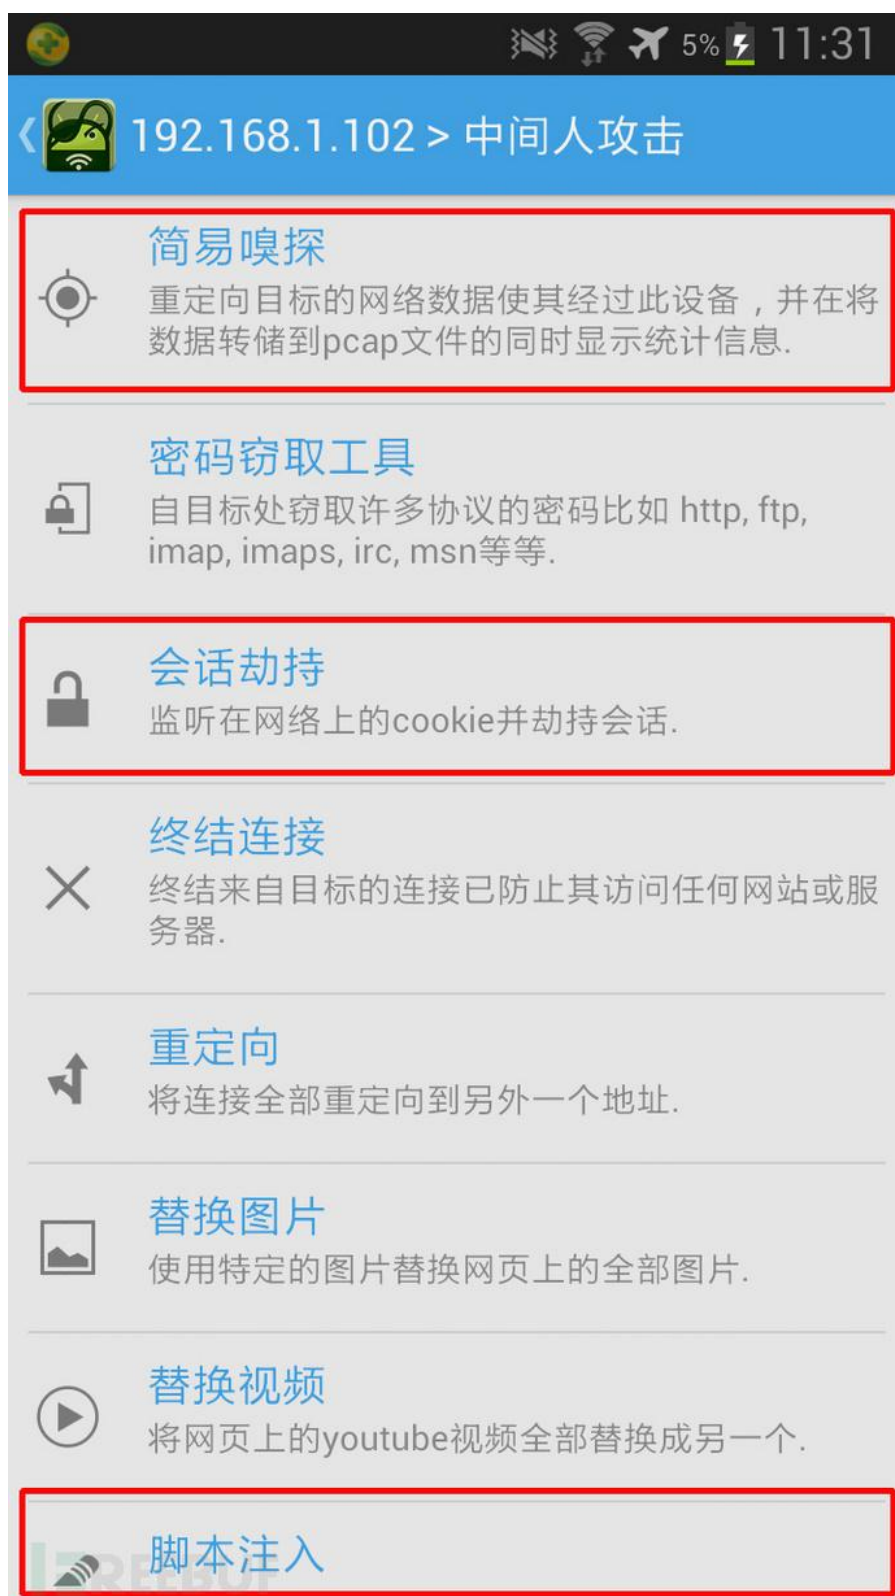 5% 11:31
192.168.1.102 > 中间人攻击
简易嗅探
重定向目标的网络数据使其经过此设备，并在将
数据转储到pcap文件的同时显示统计信息.
密码窃取工具
自目标处窃取许多协议的密码比如 http, ftp,
imap, imaps, irc, msn等等.
会话劫持
监听在网络上的cookie并劫持会话.
终结连接
终结来自目标的连接已防止其访问任何网站或服
务器.
重定向
将连接全部重定向到另外一个地址.
替换图片
使用特定的图片替换网页上的全部图片.
替换视频
将网页上的youtube视频全部替换成另一个.
脚本注入
REEBUF